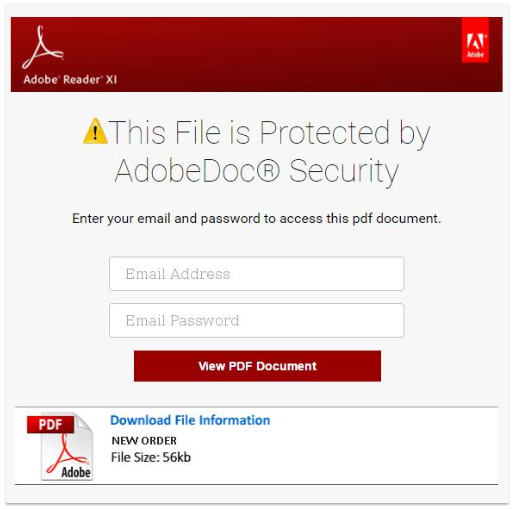 Adobe® Reader® XI
Adobe
This File is Protected by
AdobeDoc® Security
Enter your email and password to access this pdf document.
Email Address
Email Password
View PDF Document
PDF
Adobe
Download File Information
NEW ORDER
File Size: 56kb